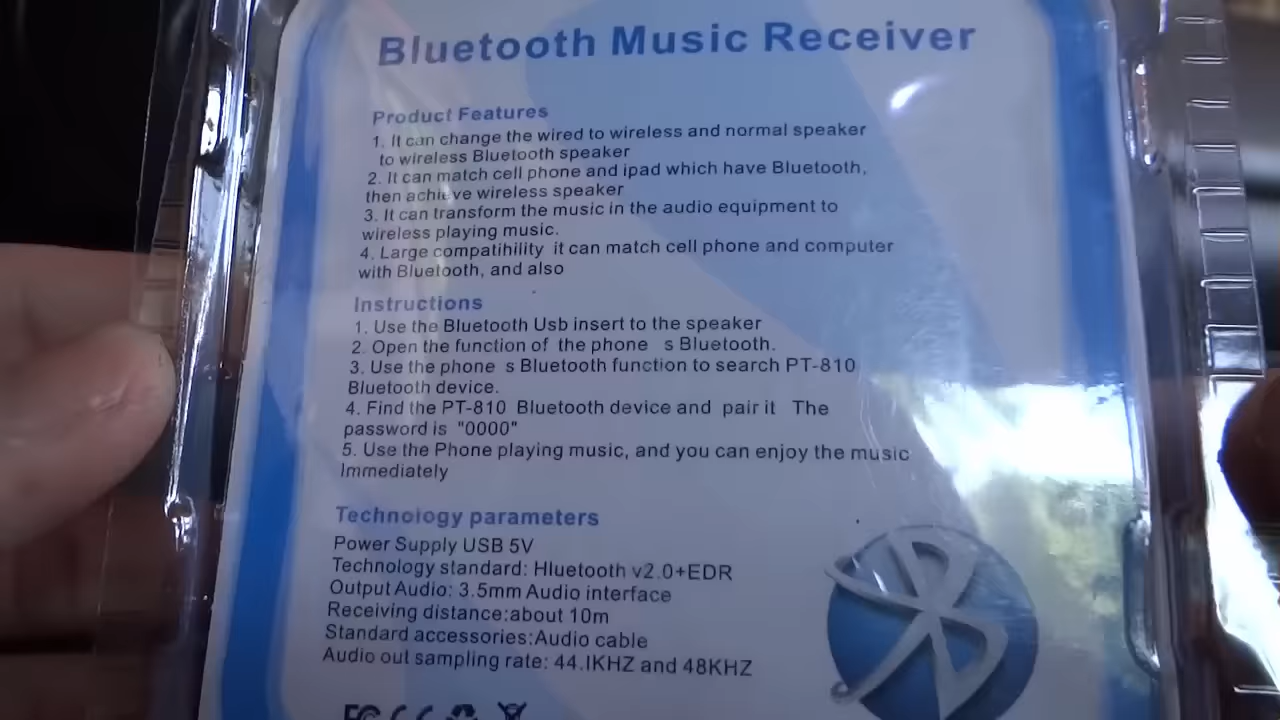 Bluetooth Music Receiver
Product Features
1. It can change the wired to wireless and normal speaker
to wireless Bluetooth speaker
2. It can match cell phone and ipad which have Bluetooth,
then achieve wireless speaker
3. It can transform the music in the audio equipment to
wireless playing music.
4. Large compatihility it can match cell phone and computer
with Bluetooth, and also
Instructions
1. Use the Bluetooth Usb insert to the speaker
2. Open the function of the phone s Bluetooth.
3. Use the phone s Bluetooth function to search PT-810
Bluetooth device.
4. Find the PT-810 Bluetooth device and pair it The
password is "0000"
5. Use the Phone playing music, and you can enjoy the music
Immediately
Technology parameters
Power Supply USB 5V
Technology standard: Hluetooth v2.0+EDR
Output Audio: 3.5mm Audio interface
Receiving distance:about 10m
Standard accessories:Audio cable
Audio out sampling rate: 44.IKHZ and 48KHZ
FC CE